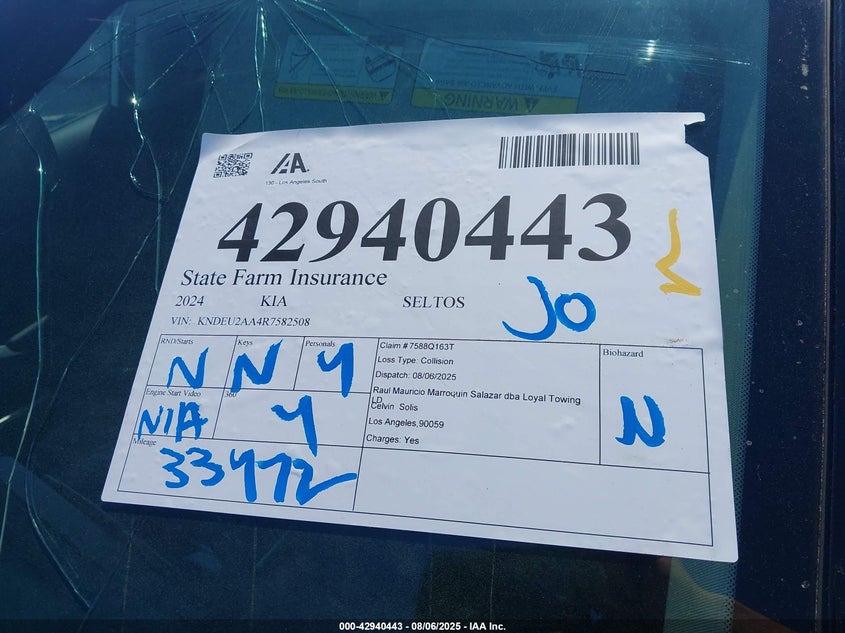 WARNING
IAA.
130 - Los Angeles South
42940443
State Farm Insurance
2024 KIA SELTOS
VIN: KNDEU2AA4R7582508
JO
RND/Starts
N
Keys
N
Personals
Y
Engine Start Video
N/A
360
Y
Mileage
33472
Claim # 7588Q163T
Loss Type: Collision
Dispatch: 08/06/2025
Raul Mauricio Marroquin Salazar dba Loyal Towing
LD
Celvin Solis
Los Angeles,90059
Charges: Yes
Biohazard
N
000-42940443 - 08/06/2025 - IAA Inc.